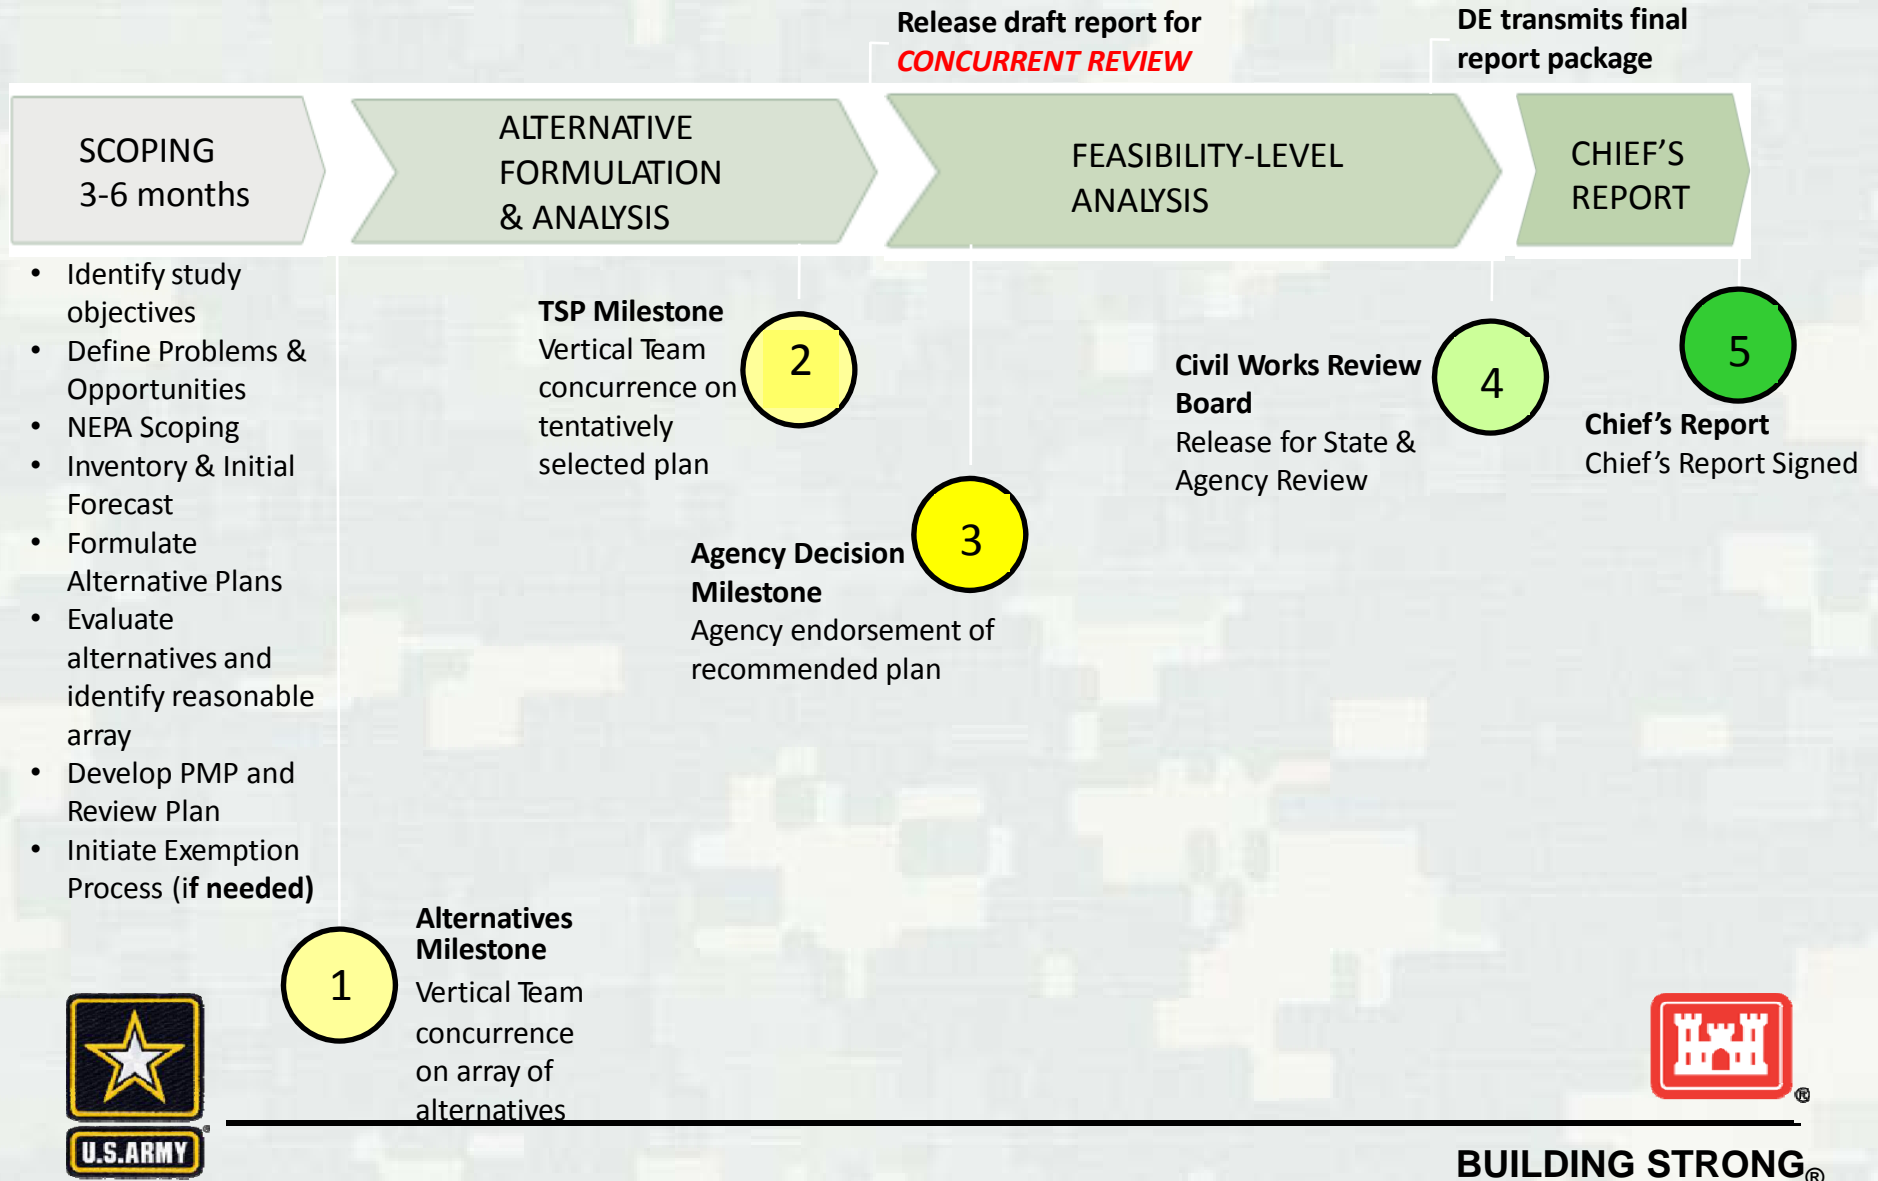 Release draft report for
CONCURRENT REVIEW
DE transmits final
report package
SCOPING
3-6 months
ALTERNATIVE
FORMULATION
& ANALYSIS
FEASIBILITY-LEVEL
ANALYSIS
CHIEF’S
REPORT
• Identify study
objectives
• Define Problems &
Opportunities
• NEPA Scoping
• Inventory & Initial
Forecast
• Formulate
Alternative Plans
• Evaluate
alternatives and
identify reasonable
array
• Develop PMP and
Review Plan
• Initiate Exemption
Process (if needed)
1
Alternatives
Milestone
Vertical Team
concurrence
on array of
alternatives
TSP Milestone
Vertical Team
concurrence on
tentatively
selected plan
2
Agency Decision
Milestone
Agency endorsement of
recommended plan
3
Civil Works Review
Board
Release for State &
Agency Review
4
5
Chief’s Report
Chief’s Report Signed
U.S.ARMY
®
®
BUILDING STRONG®